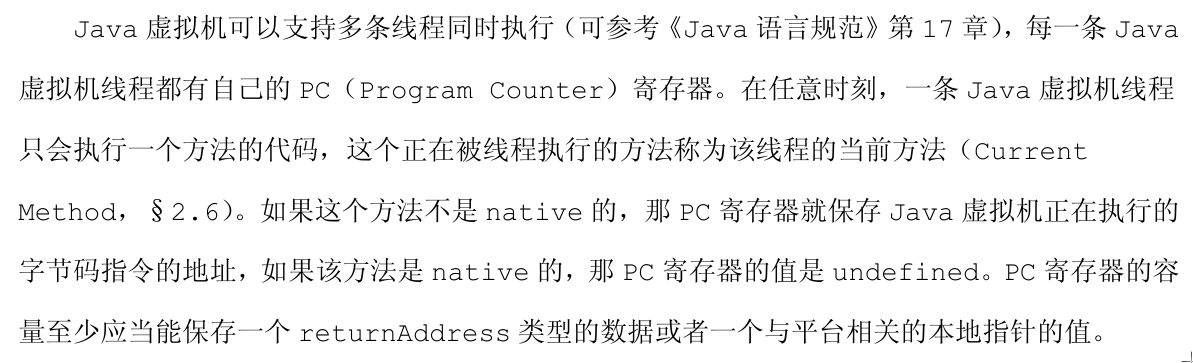 Java 虚拟机可以支持多条线程同时执行（可参考《Java 语言规范》第 17 章），每一条 Java
虚拟机线程都有自己的 PC（Program Counter）寄存器。在任意时刻，一条 Java 虚拟机线程
只会执行一个方法的代码，这个正在被线程执行的方法称为该线程的当前方法（Current
Method，§2.6）。如果这个方法不是 native 的，那 PC 寄存器就保存 Java 虚拟机正在执行的
字节码指令的地址，如果该方法是 native 的，那 PC 寄存器的值是 undefined。PC 寄存器的容
量至少应当能保存一个 returnAddress 类型的数据或者一个与平台相关的本地指针的值。